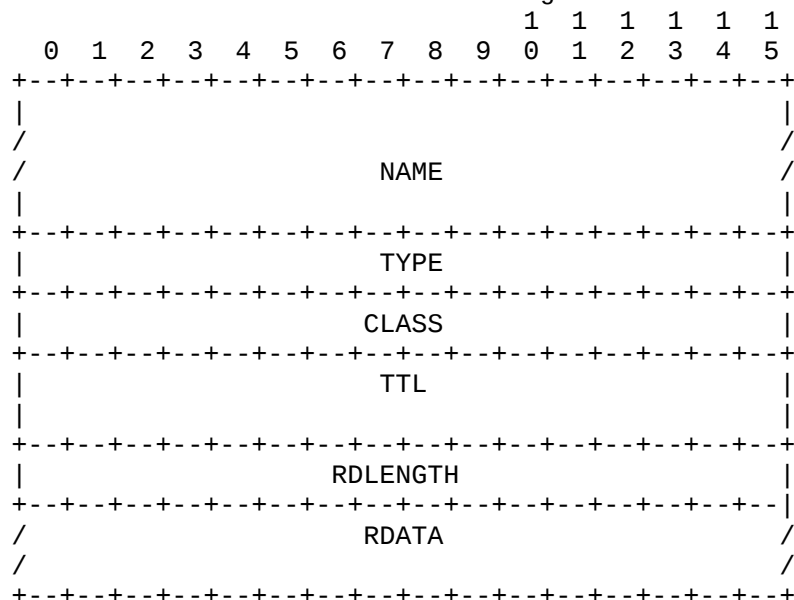 1 1 1 1 1 1
0 1 2 3 4 5 6 7 8 9 0 1 2 3 4 5
+--+--+--+--+--+--+--+--+--+--+--+--+--+--+--+--+
| |
/ /
/ NAME /
| |
+--+--+--+--+--+--+--+--+--+--+--+--+--+--+--+--+
| TYPE |
+--+--+--+--+--+--+--+--+--+--+--+--+--+--+--+--+
| CLASS |
+--+--+--+--+--+--+--+--+--+--+--+--+--+--+--+--+
| TTL |
| |
+--+--+--+--+--+--+--+--+--+--+--+--+--+--+--+--+
| RDLENGTH |
+--+--+--+--+--+--+--+--+--+--+--+--+--+--+--+--|
/ RDATA /
/ /
+--+--+--+--+--+--+--+--+--+--+--+--+--+--+--+--+